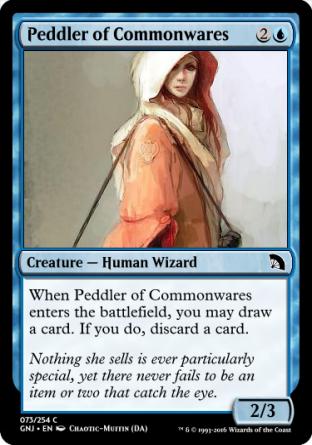 Peddler of Commonwares 2
Creature — Human Wizard
When Peddler of Commonwares
enters the battlefield, you may draw
a card. If you do, discard a card.
Nothing she sells is ever particularly
special, yet there never fails to be an
item or two that catch the eye.
2/3
073/254 C
GNJ • EN Chaotic-Muffin (DA)
™ & © 1993-2016 Wizards of the Coast